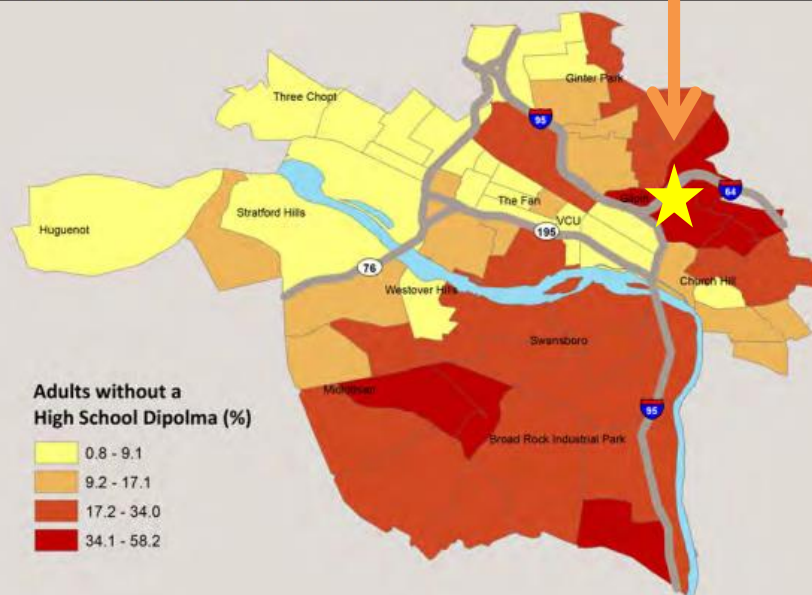 Three Chopt
Ginter Park
95
64
Gilpin
The Fan
VCU
Huguenot
Stratford Hills
195
76
Westover Hills
Church Hill
Swansboro
Midlothian
95
Broad Rock Industrial Park
Adults without a
High School Dipolma (%)
0.8 - 9.1
9.2 - 17.1
17.2 - 34.0
34.1 - 58.2